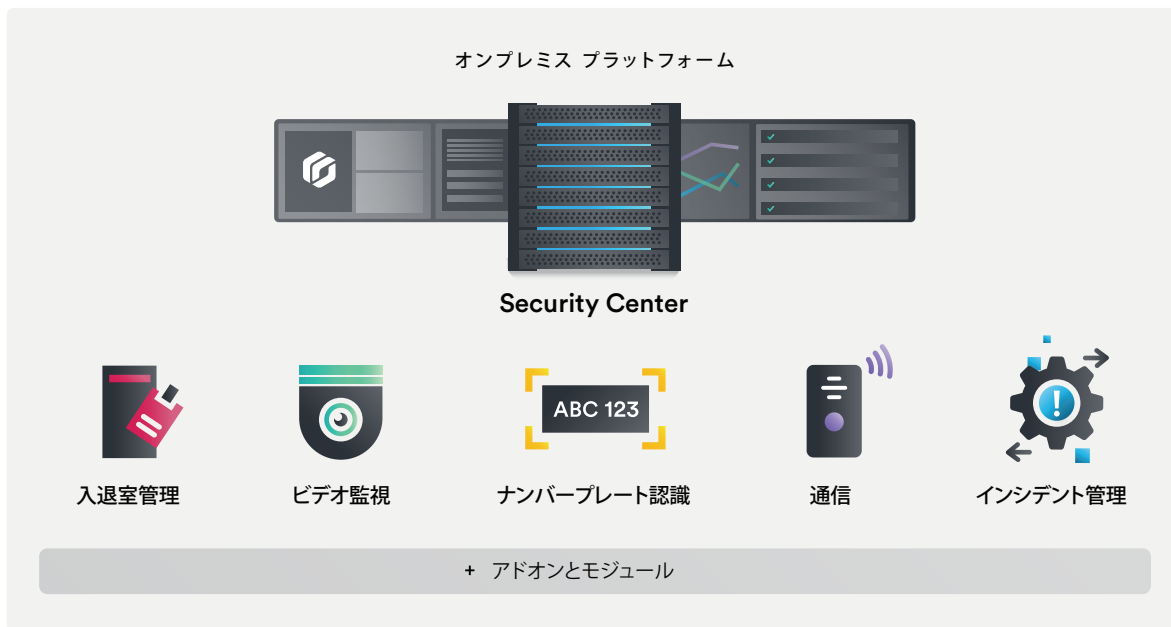 オンプレミス プラットフォーム
Security Center
ABC 123
入退室管理
ビデオ監視
ナンバープレート認識
通信
インシデント管理
+ アドオンとモジュール